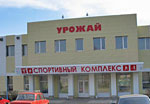 УРОЖАЙ
СПОРТИВНЫЙ КОМПЛЕКС